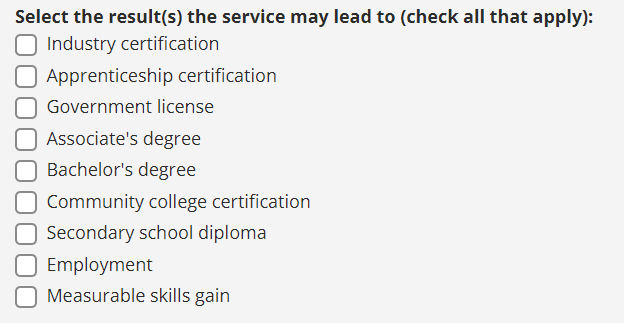 Select the result(s) the service may lead to (check all that apply):
Industry certification
Apprenticeship certification
Government license
Associate's degree
Bachelor's degree
Community college certification
Secondary school diploma
Employment
Measurable skills gain